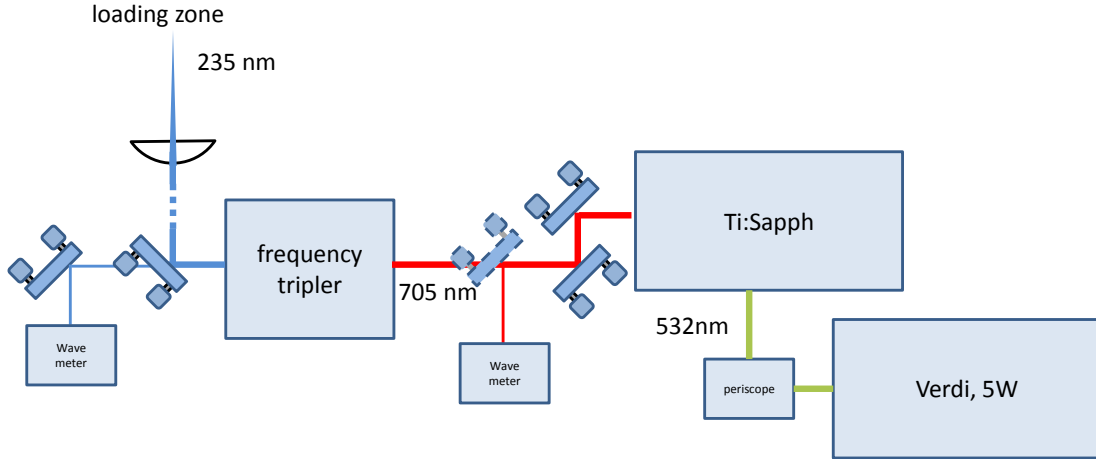 loading zone
235 nm
Ti:Sapph
frequency
tripler
705 nm
532nm
Wave
meter
Wave
meter
periscope
Verdi, 5W